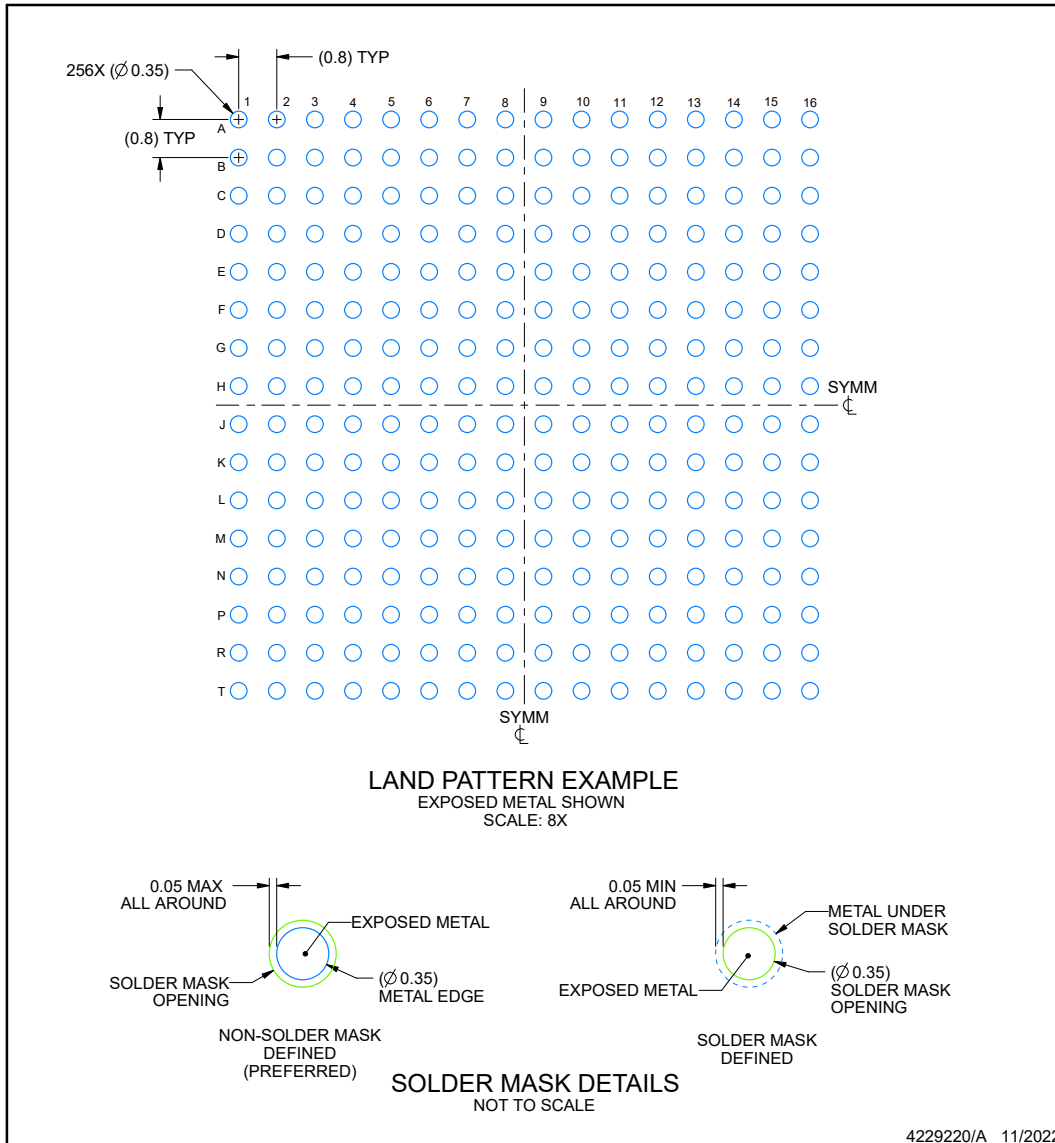 (0.8) TYP
256X (∅ 0.35)
1 2 3 4 5 6 7 8 9 10 11 12 13 14 15 16
A
(0.8) TYP
B
C
D
E
F
G
H
SYMM
℄
J
K
L
M
N
P
R
T
SYMM
℄
LAND PATTERN EXAMPLE
EXPOSED METAL SHOWN
SCALE: 8X
0.05 MAX
ALL AROUND
EXPOSED METAL
SOLDER MASK
OPENING
(∅ 0.35)
METAL EDGE
NON-SOLDER MASK
DEFINED
(PREFERRED)
0.05 MIN
ALL AROUND
METAL UNDER
SOLDER MASK
EXPOSED METAL
(∅ 0.35)
SOLDER MASK
OPENING
SOLDER MASK
DEFINED
SOLDER MASK DETAILS
NOT TO SCALE
4229220/A 11/2022